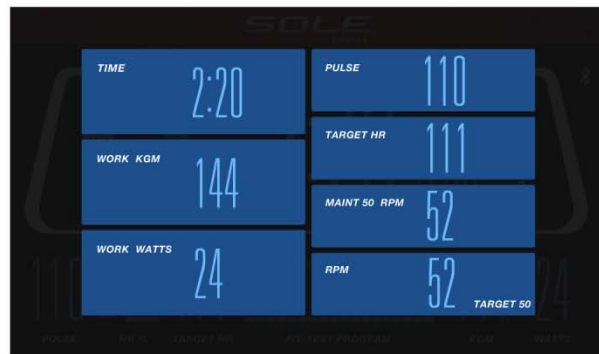 SOLE
TIME
2:20
WORK KGM
144
WORK WATTS
24
PULSE
110
TARGET HR
111
MAINT 50 RPM
52
RPM
52
TARGET 50
110
24
PULSE
HR %
TARGET HR
FIT-TEST PROGRAM
KGM
WATTS